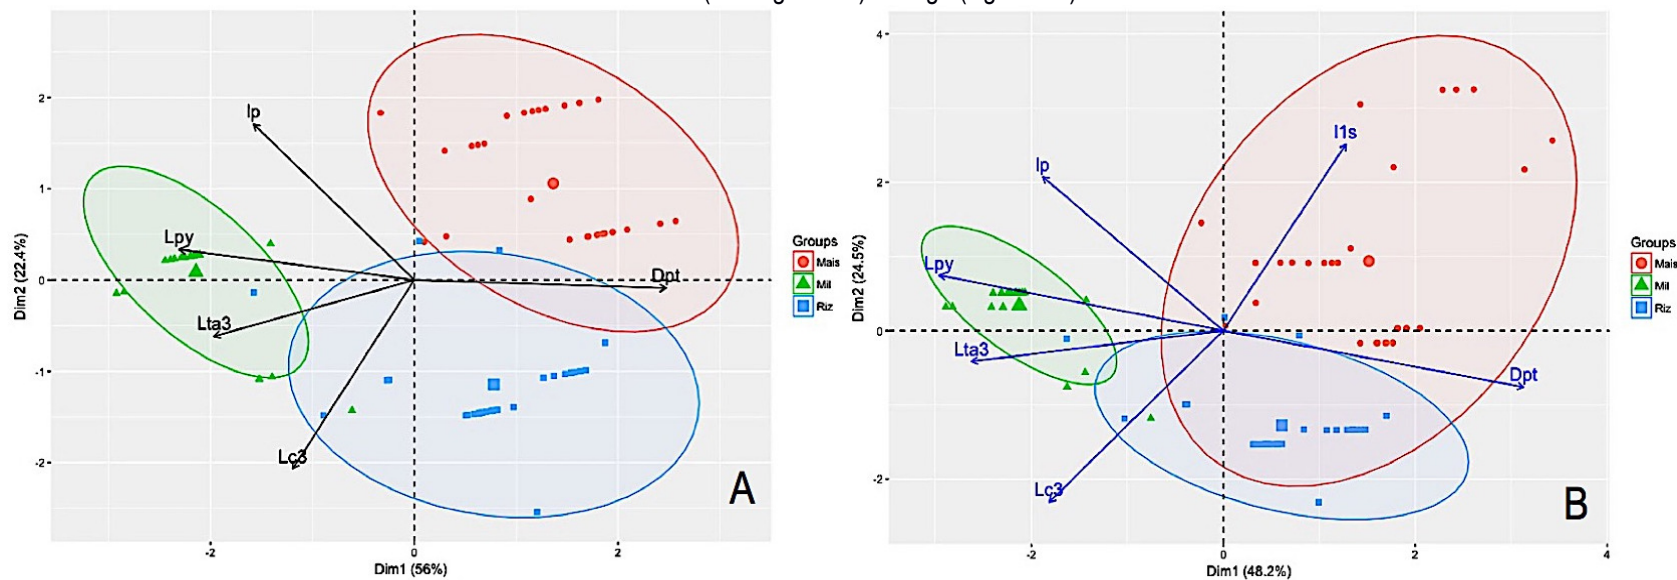 Ip
Lpy
Lta3
Lc3
Dpt
A
Dim2 (22.4%)
2
1
0
-1
-2
-2
0
2
Dim1 (56%)
Groups
Mais
Mil
Riz
Ip
l1s
Lpy
Lta3
Lc3
Dpt
B
Dim2 (24.5%)
4
2
0
-2
-2
0
2
4
Dim1 (48.2%)
Groups
Mais
Mil
Riz